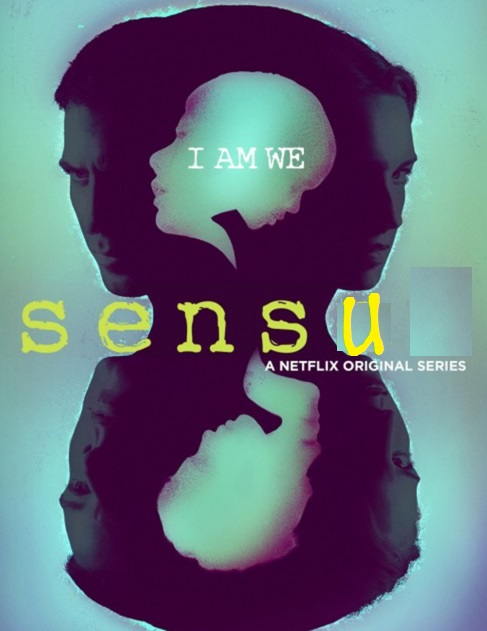 I AM WE
sensu
A NETFLIX ORIGINAL SERIES